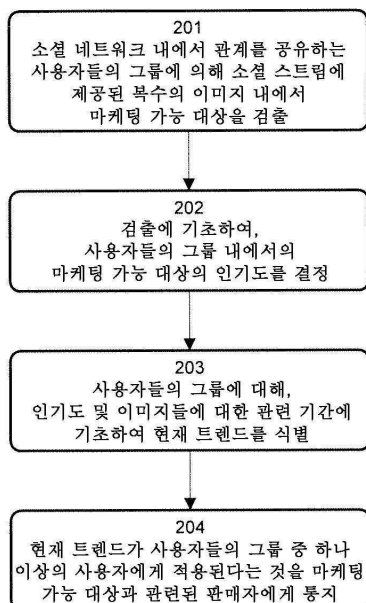 201
소셜 네트워크 내에서 관계를 공유하는
사용자들의 그룹에 의해 소셜 스트림에
제공된 복수의 이미지 내에서
마케팅 가능 대상을 검출
202
검출에 기초하여,
사용자들의 그룹 내에서의
마케팅 가능 대상의 인기도를 결정
203
사용자들의 그룹에 대해,
인기도 및 이미지들에 대한 관련 기간에
기초하여 현재 트렌드를 식별
204
현재 트렌드가 사용자들의 그룹 중 하나
이상의 사용자에게 적용된다는 것을 마케팅
가능 대상과 관련된 판매자에게 통지